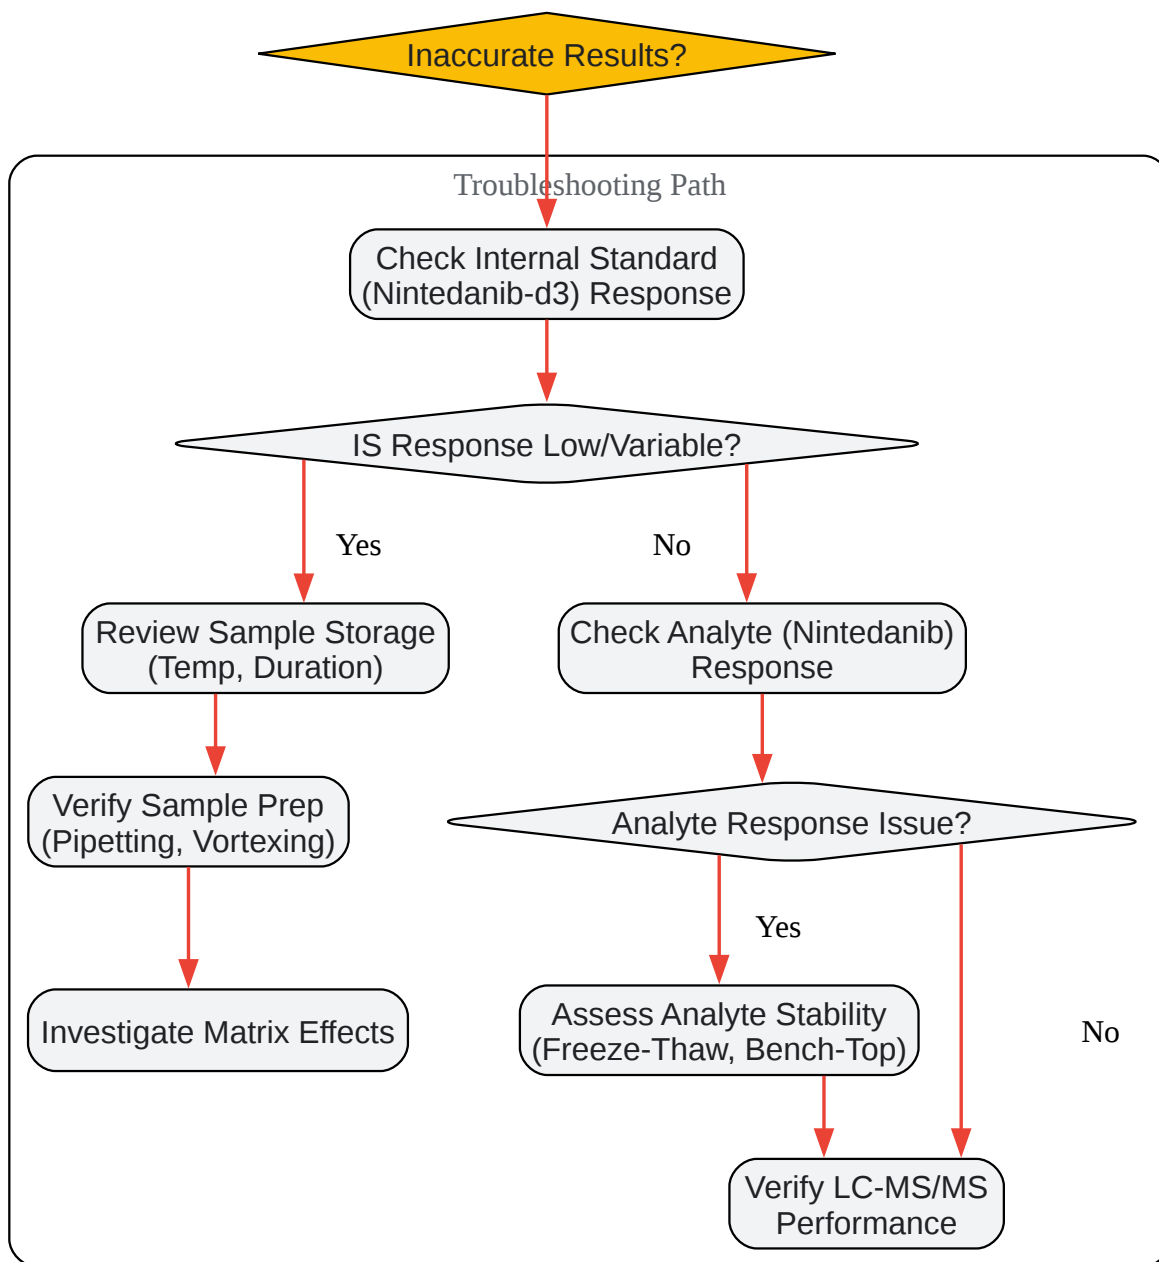 Inaccurate Results?
Troubleshooting Path
Check Internal Standard
(Nintedanib-d3) Response
IS Response Low/Variable?
Yes
No
Review Sample Storage
(Temp, Duration)
Check Analyte (Nintedanib)
Response
Verify Sample Prep
(Pipetting, Vortexing)
Analyte Response Issue?
Yes
Investigate Matrix Effects
Assess Analyte Stability
(Freeze-Thaw, Bench-Top)
No
Verify LC-MS/MS
Performance